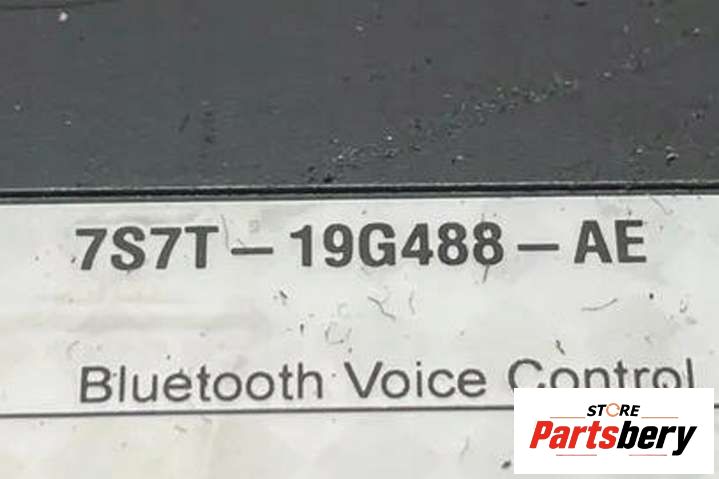 7S7T-19G488-AE
Bluetooth Voice Control
STORE
Partsbery